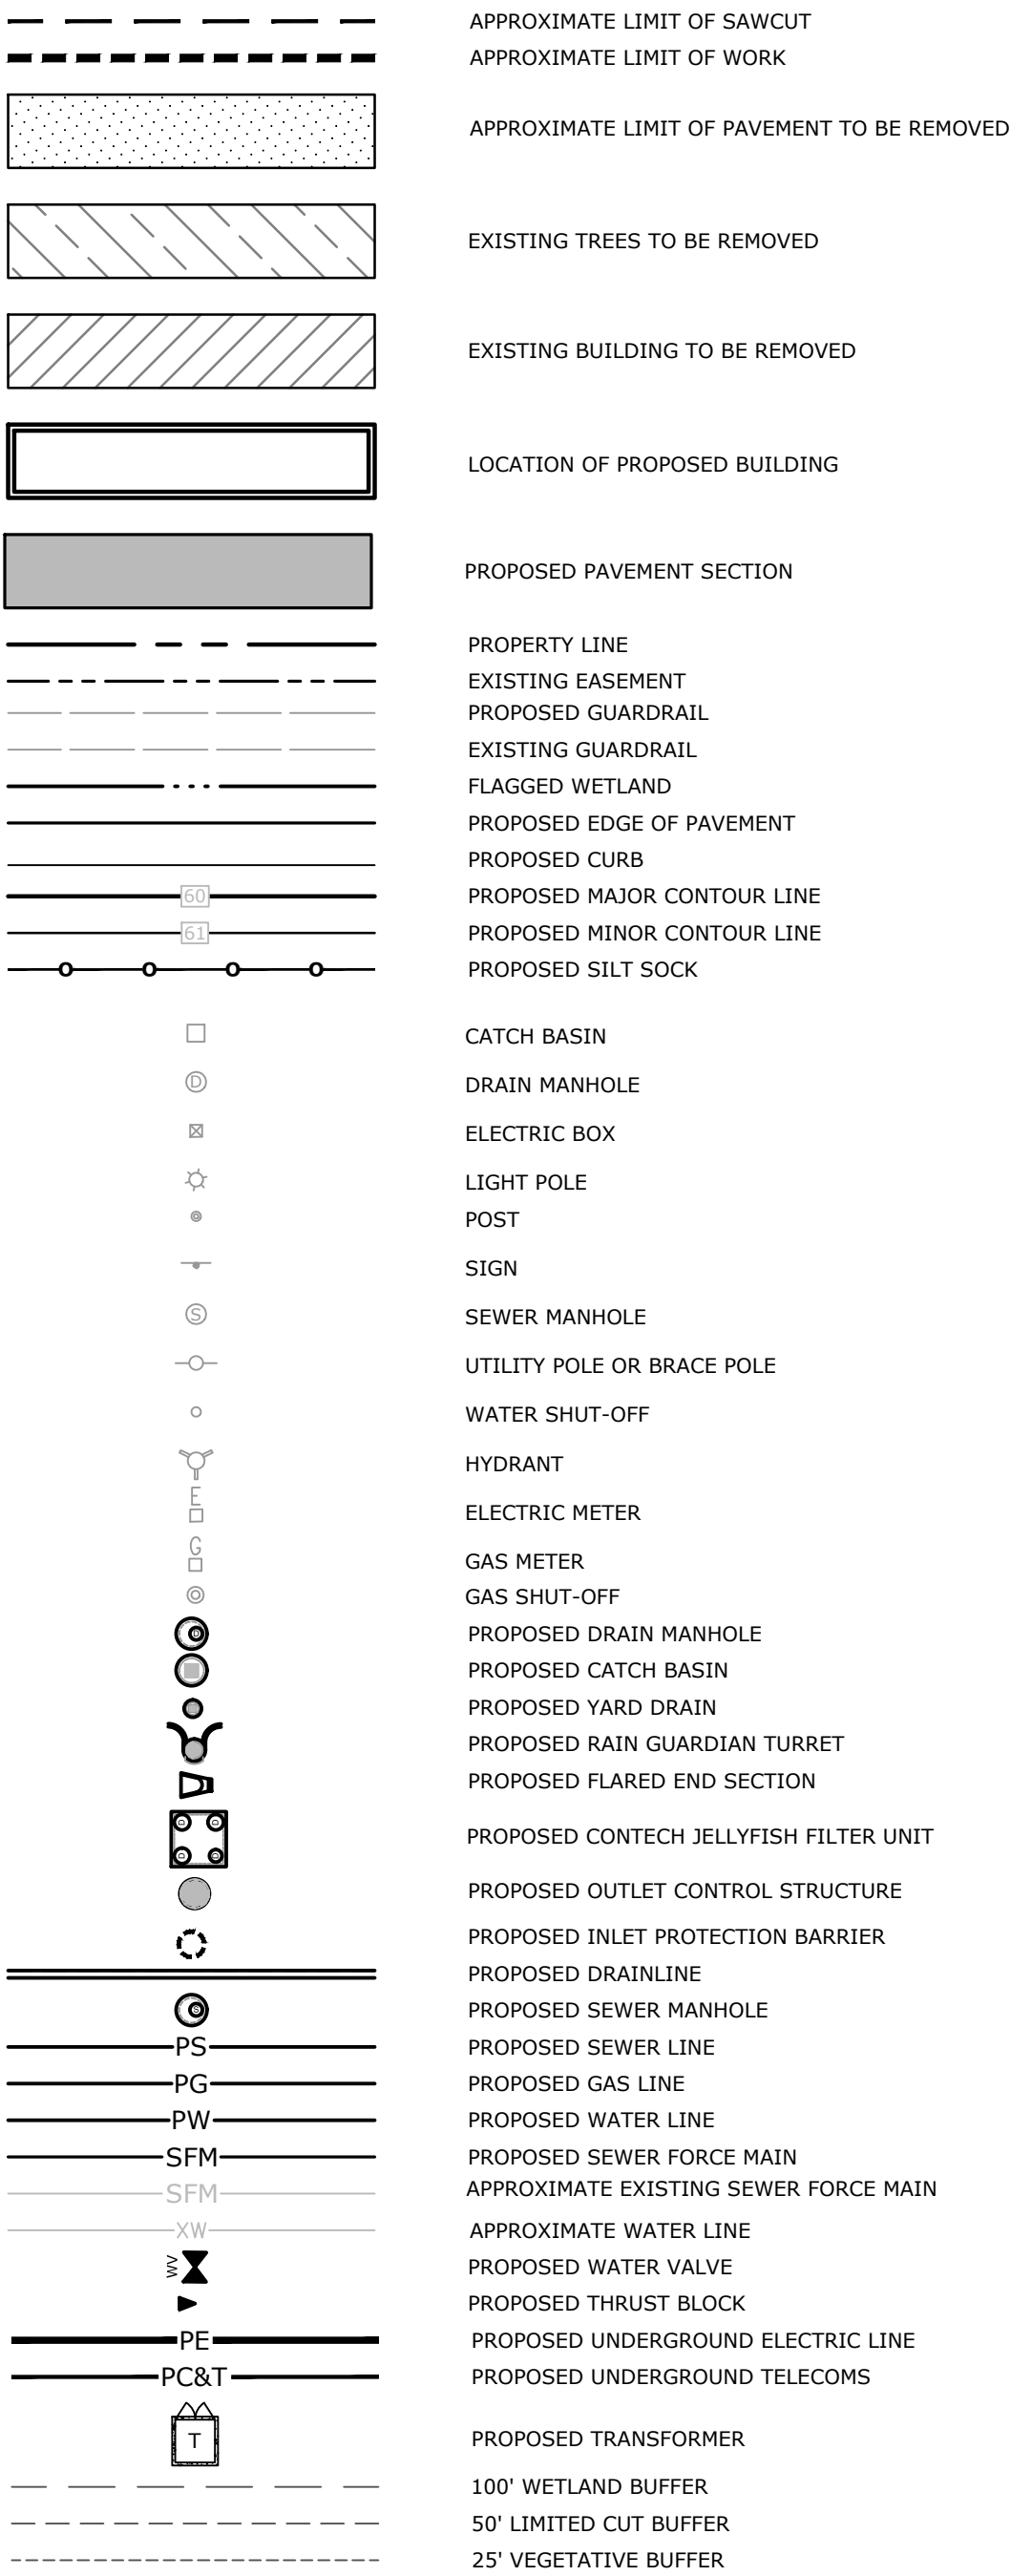 APPROXIMATE LIMIT OF SAWCUT
APPROXIMATE LIMIT OF WORK
APPROXIMATE LIMIT OF PAVEMENT TO BE REMOVED
EXISTING TREES TO BE REMOVED
EXISTING BUILDING TO BE REMOVED
LOCATION OF PROPOSED BUILDING
PROPOSED PAVEMENT SECTION
PROPERTY LINE
EXISTING EASEMENT
PROPOSED GUARDRAIL
EXISTING GUARDRAIL
FLAGGED WETLAND
PROPOSED EDGE OF PAVEMENT
PROPOSED CURB
60 PROPOSED MAJOR CONTOUR LINE
61 PROPOSED MINOR CONTOUR LINE
PROPOSED SILT SOCK
CATCH BASIN
D DRAIN MANHOLE
ELECTRIC BOX
LIGHT POLE
POST
SIGN
S SEWER MANHOLE
UTILITY POLE OR BRACE POLE
WATER SHUT-OFF
HYDRANT
E ELECTRIC METER
G GAS METER
GAS SHUT-OFF
D PROPOSED DRAIN MANHOLE
PROPOSED CATCH BASIN
PROPOSED YARD DRAIN
PROPOSED RAIN GUARDIAN TURRET
PROPOSED FLARED END SECTION
PROPOSED CONTECH JELLYFISH FILTER UNIT
PROPOSED OUTLET CONTROL STRUCTURE
PROPOSED INLET PROTECTION BARRIER
PROPOSED DRAINLINE
S PROPOSED SEWER MANHOLE
PS PROPOSED SEWER LINE
PG PROPOSED GAS LINE
PW PROPOSED WATER LINE
SFM PROPOSED SEWER FORCE MAIN
SFM APPROXIMATE EXISTING SEWER FORCE MAIN
XW APPROXIMATE WATER LINE
WV PROPOSED WATER VALVE
PROPOSED THRUST BLOCK
PE PROPOSED UNDERGROUND ELECTRIC LINE
PC&T PROPOSED UNDERGROUND TELECOMS
T PROPOSED TRANSFORMER
100' WETLAND BUFFER
50' LIMITED CUT BUFFER
25' VEGETATIVE BUFFER